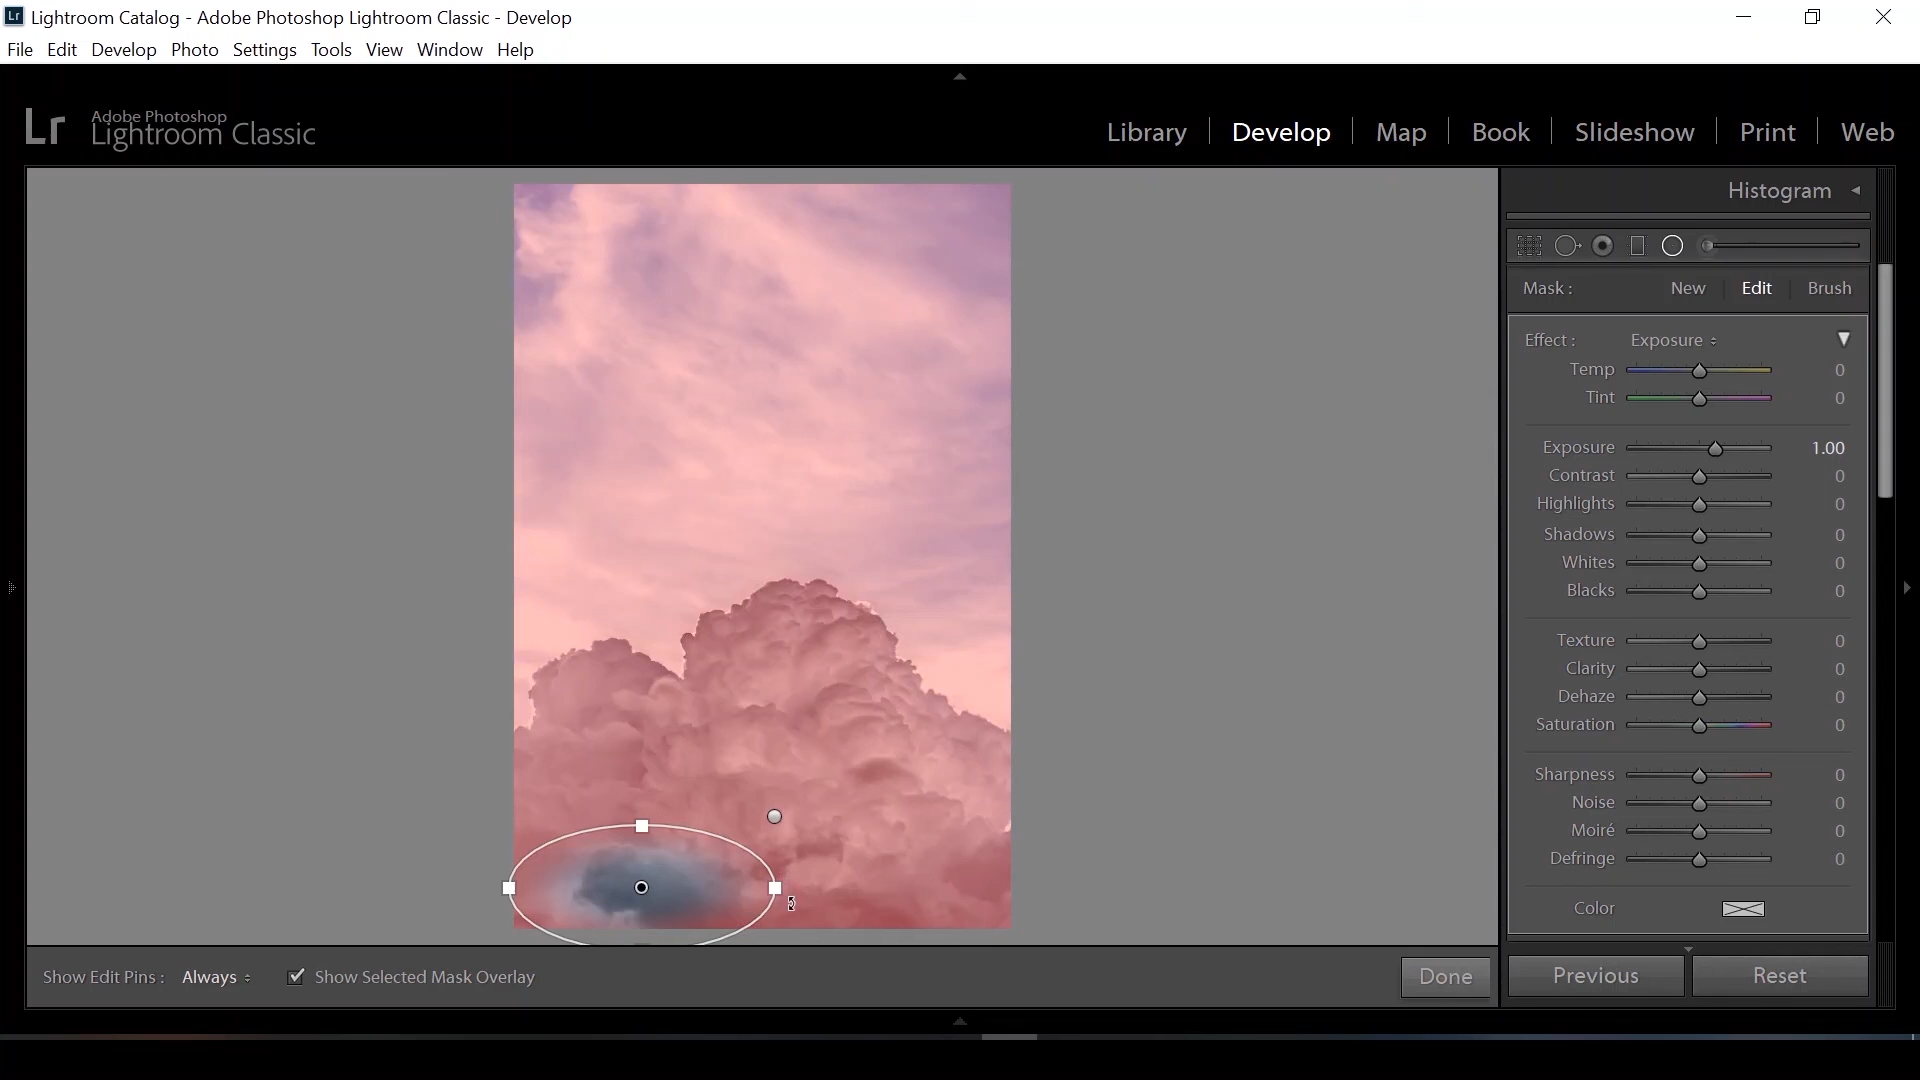 Lr Lightroom Catalog - Adobe Photoshop Lightroom Classic - Develop
File Edit Develop Photo Settings Tools View Window Help
Lr Adobe Photoshop
Lightroom Classic
Library Develop Map Book Slideshow Print Web
Histogram
Mask : New Edit Brush
Effect : Exposure
Temp 0
Tint 0
Exposure 1.00
Contrast 0
Highlights 0
Shadows 0
Whites 0
Blacks 0
Texture 0
Clarity 0
Dehaze 0
Saturation 0
Sharpness 0
Noise 0
Moiré 0
Defringe 0
Color
Show Edit Pins : Always Show Selected Mask Overlay Done Previous Reset